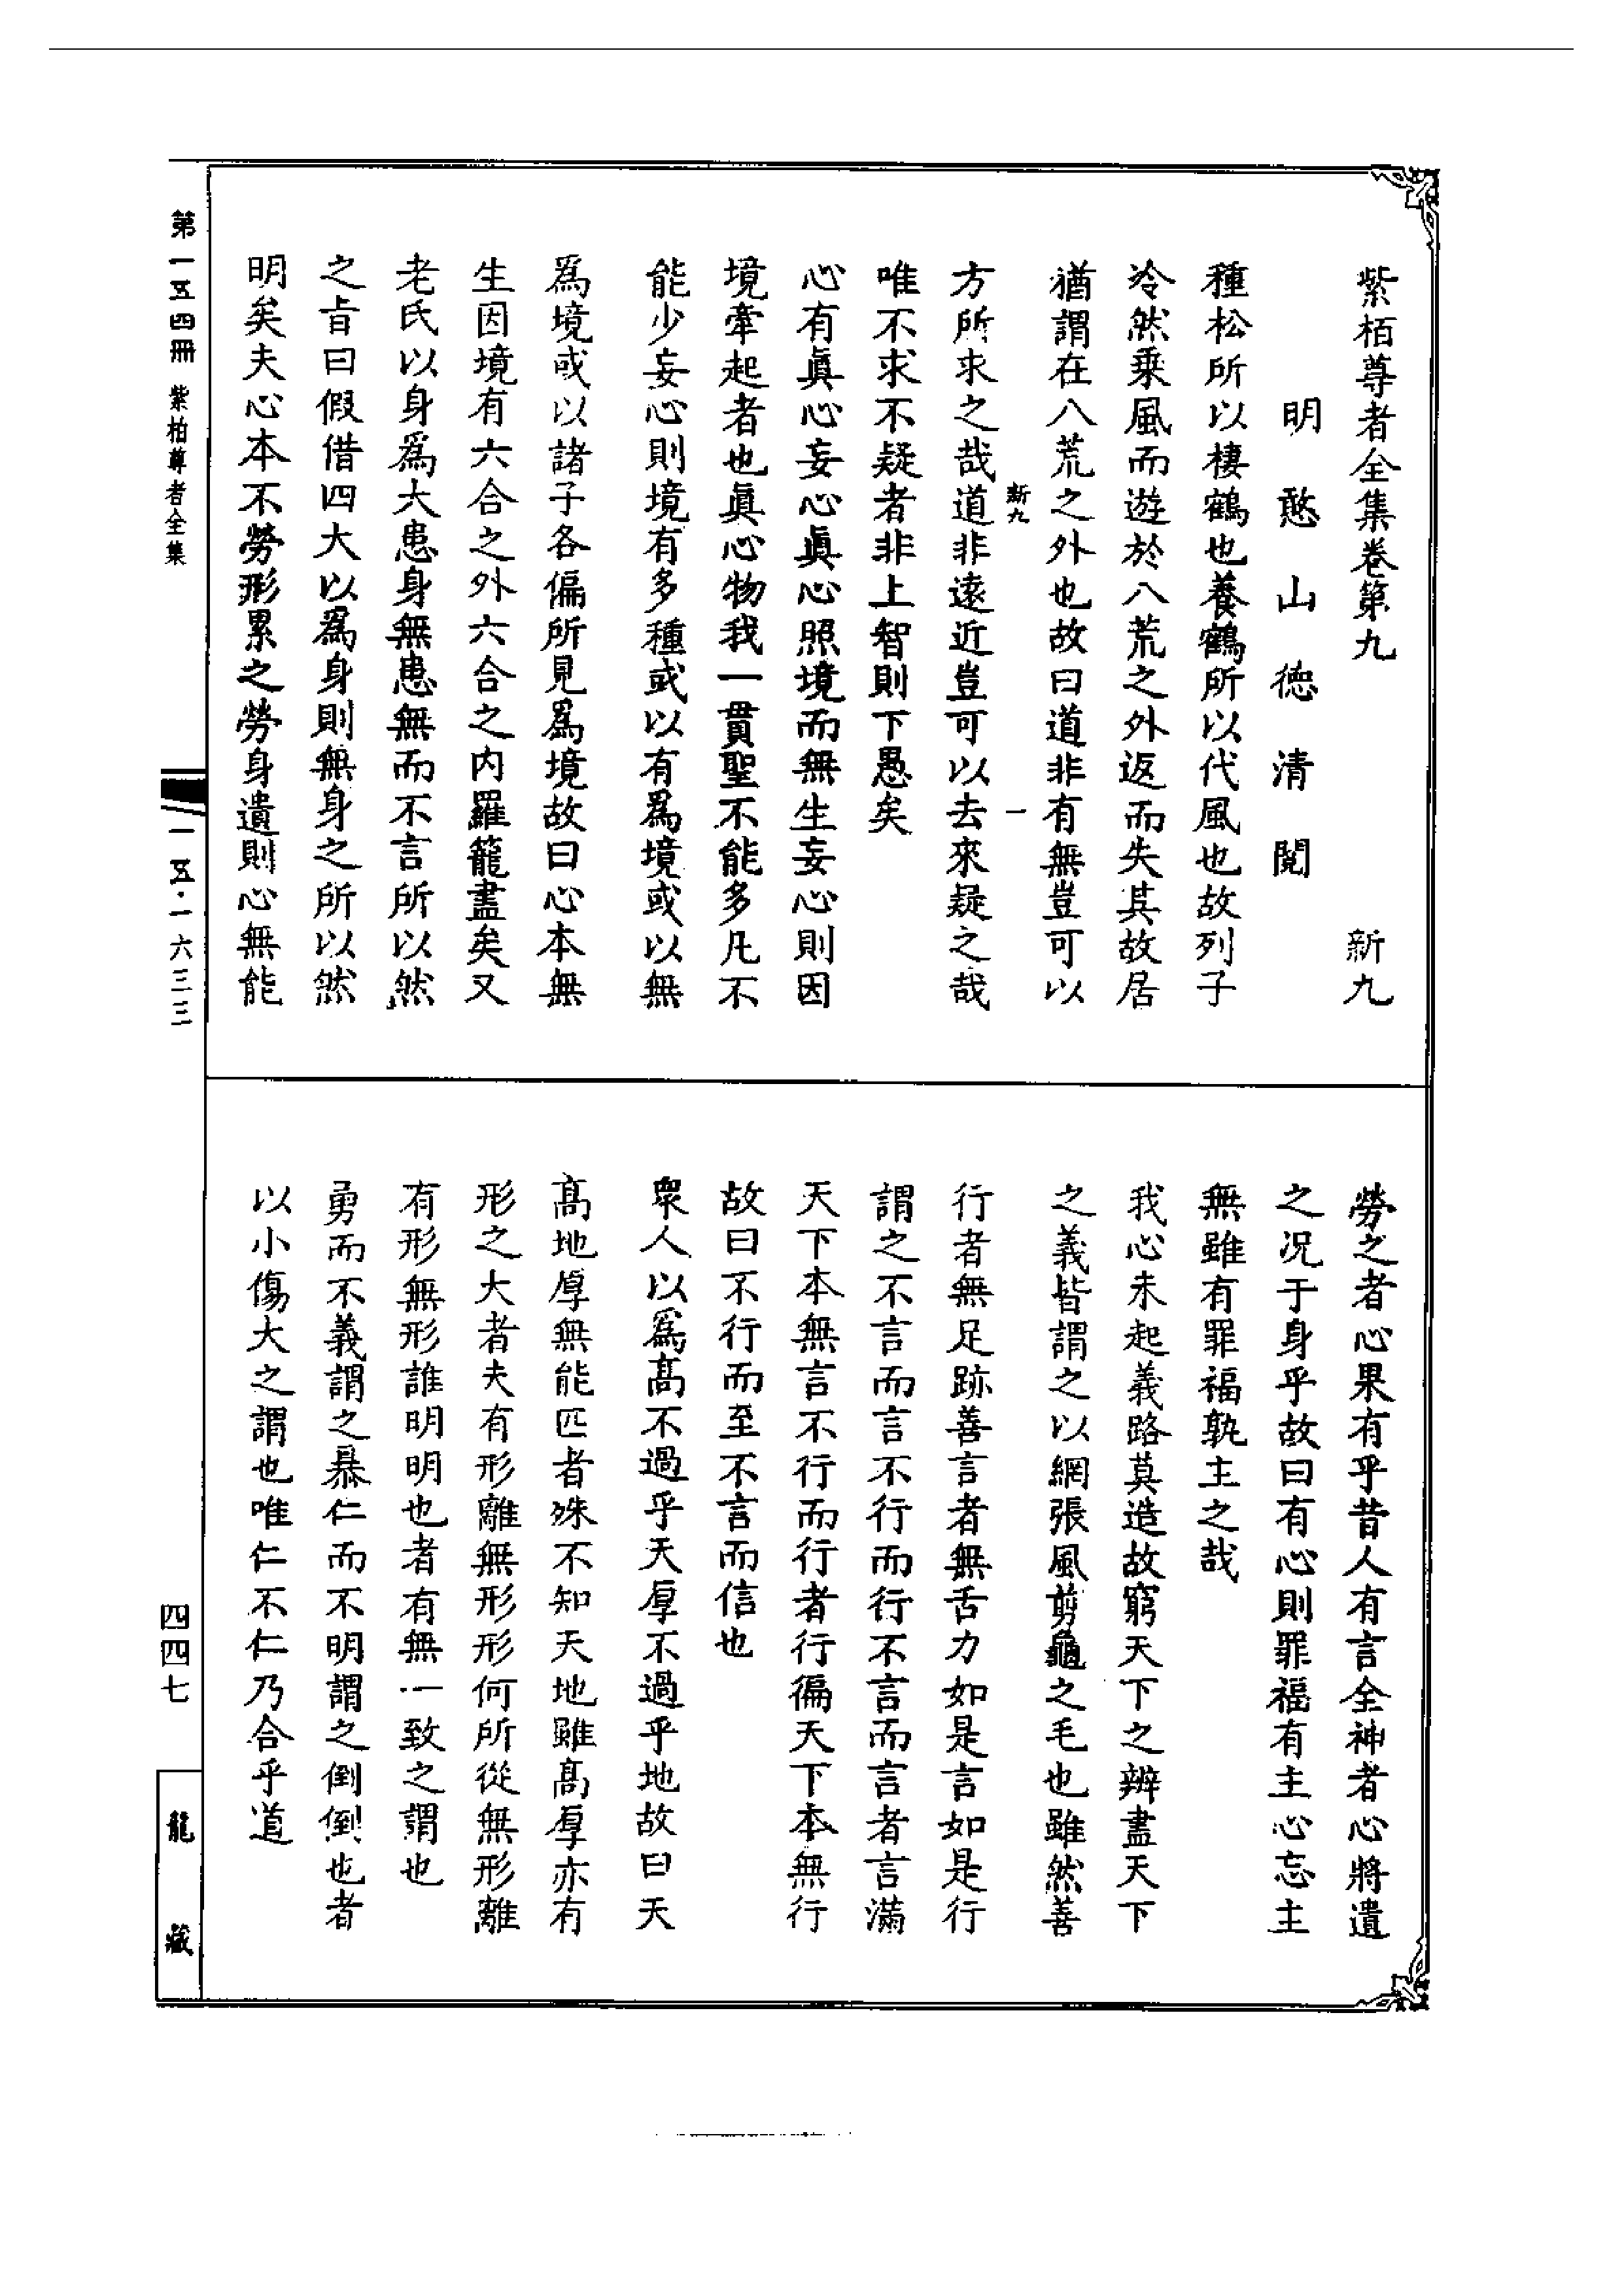 紫栢尊者全集卷第九　新九
明憨山德清閱
種松所以棲鶴也養鶴所以代風也故列子
冷然乘風而遊於八荒之外返而失其故居
猶謂在八荒之外也故曰道非有無豈可以
新九　一
方所求之哉道非遠近豈可以去來疑之哉
唯不求不疑者非上智則下愚矣
心有眞心妄心眞心照境而無生妄心則因
境牽起者也眞心物我一貫聖不能多凡不
能少妄心則境有多種或以有爲境或以無
爲境或以諸子各偏所見爲境故曰心本無
生因境有六合之外六合之內羅籠盡矣又
老氏以身爲大患身無患無而不言所以然
之旨曰假借四大以爲身則無身之所以然
明矣夫心本不勞形累之勞身遺則心無能
勞之者心果有乎昔人有言全神者心將遺
之况于身乎故曰有心則罪福有主心忘主
無雖有罪福孰主之哉
我心未起義路莫造故窮天下之辨盡天下
之義皆謂之以網張風剪龜之毛也雖然善
行者無足跡善言者無舌力如是言如是行
謂之不言而言不行而行不言而言者言滿
天下本無言不行而行者行徧天下本無行
故曰不行而至不言而信也
衆人以爲高不過乎天厚不過乎地故曰天
高地厚無能匹者殊不知天地雖高厚亦有
形之大者夫有形離無形形何所從無形離
有形無形誰明明也者有無一致之謂也
勇而不義謂之暴仁而不明謂之倒倒也者
以小傷大之謂也唯仁不不仁乃合乎道
第一五四冊　紫柏尊者全集
一五·一六三三
四四七
龍藏